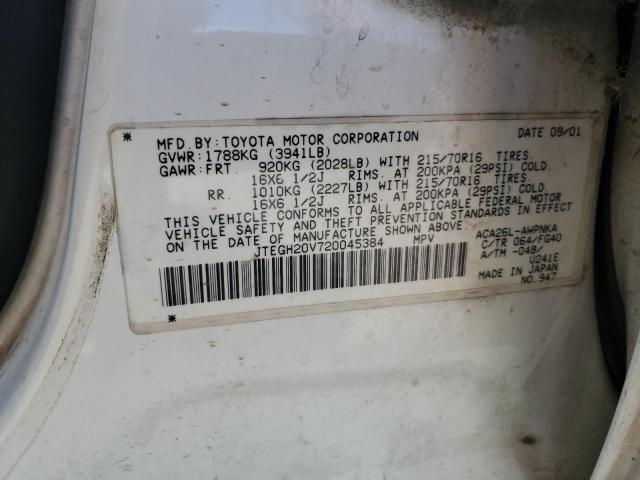 MFD. BY: TOYOTA MOTOR CORPORATION DATE 09/01
GVWR: 1788KG (3941LB)
GAWR: FRT. 920KG (2028LB) WITH 215/70R16 TIRES
16X6 1/2J RIMS. AT 200KPA (29PSI) COLD
RR. 1010KG (2227LB) WITH 215/70R16 TIRES
16X6 1/2J RIMS. AT 200KPA (29PSI) COLD.
THIS VEHICLE CONFORMS TO ALL APPLICABLE FEDERAL MOTOR
VEHICLE SAFETY AND THEFT PREVENTION STANDARDS IN EFFECT
ON THE DATE OF MANUFACTURE SHOWN ABOVE.
JTEGH20V720045384 MPV
ACA26L-AWPNKA
C/TR 064/FG40
A/TM -04B/
U241E
MADE IN JAPAN
NO. 947
* *